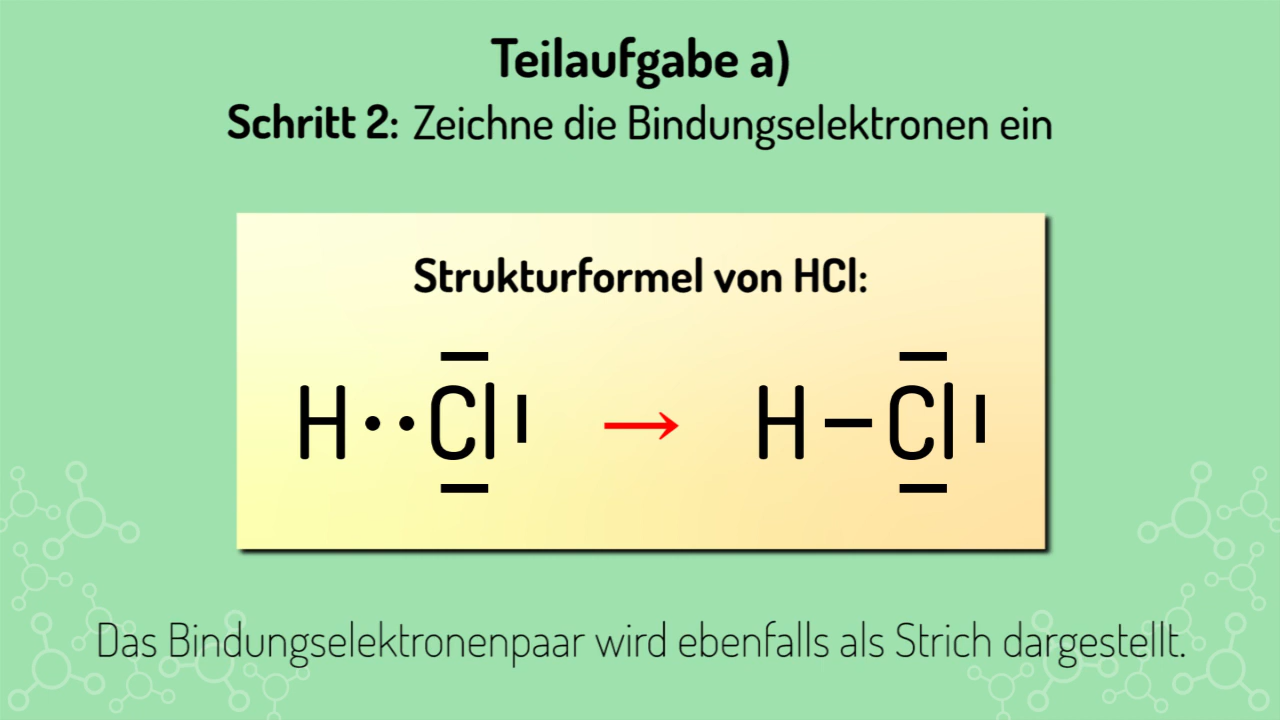 Teilaufgabe a)
Schritt 2: Zeichne die Bindungselektronen ein
Strukturformel von HCl:
H··Cl → H–Cl
Das Bindungselektronenpaar wird ebenfalls als Strich dargestellt.